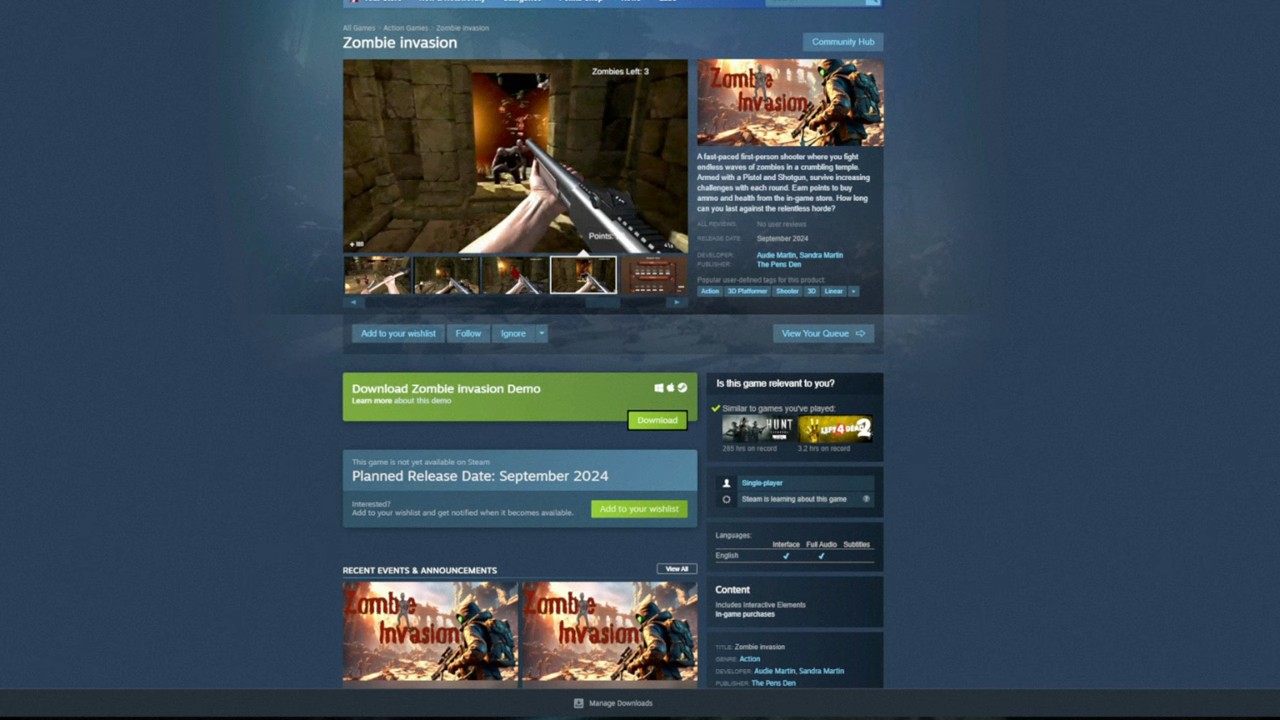 All Games > Action Games > Zombie invasion
Zombie invasion
Community Hub
Zombies Left: 3
Points:
Zombie
Invasion
A fast-paced first-person shooter where you fight
endless waves of zombies in a crumbling temple.
Armed with a Pistol and Shotgun, survive increasing
challenges with each round. Earn points to buy
ammo and health from the in-game store. How long
can you last against the relentless horde?
ALL REVIEWS: No user reviews
RELEASE DATE: September 2024
DEVELOPER: Audie Martin, Sandra Martin
PUBLISHER: The Pens Den
Popular user-defined tags for this product:
Action 3D Platformer Shooter 3D Linear +
Add to your wishlist Follow Ignore
View Your Queue
Download Zombie invasion Demo
Learn more about this demo
Download
This game is not yet available on Steam
Planned Release Date: September 2024
Interested?
Add to your wishlist and get notified when it becomes available.
Add to your wishlist
RECENT EVENTS & ANNOUNCEMENTS
View All
Zombie
Invasion
Zombie
Invasion
Is this game relevant to you?
Similar to games you've played:
HUNT
LEFT 4 DEAD 2
265 hrs on record 3.2 hrs on record
Single-player
Steam is learning about this game ?
Languages:
Interface Full Audio Subtitles
English ✔ ✔
Content
Includes Interactive Elements
In-game purchases
TITLE: Zombie invasion
GENRE: Action
DEVELOPER: Audie Martin, Sandra Martin
PUBLISHER: The Pens Den
Manage Downloads